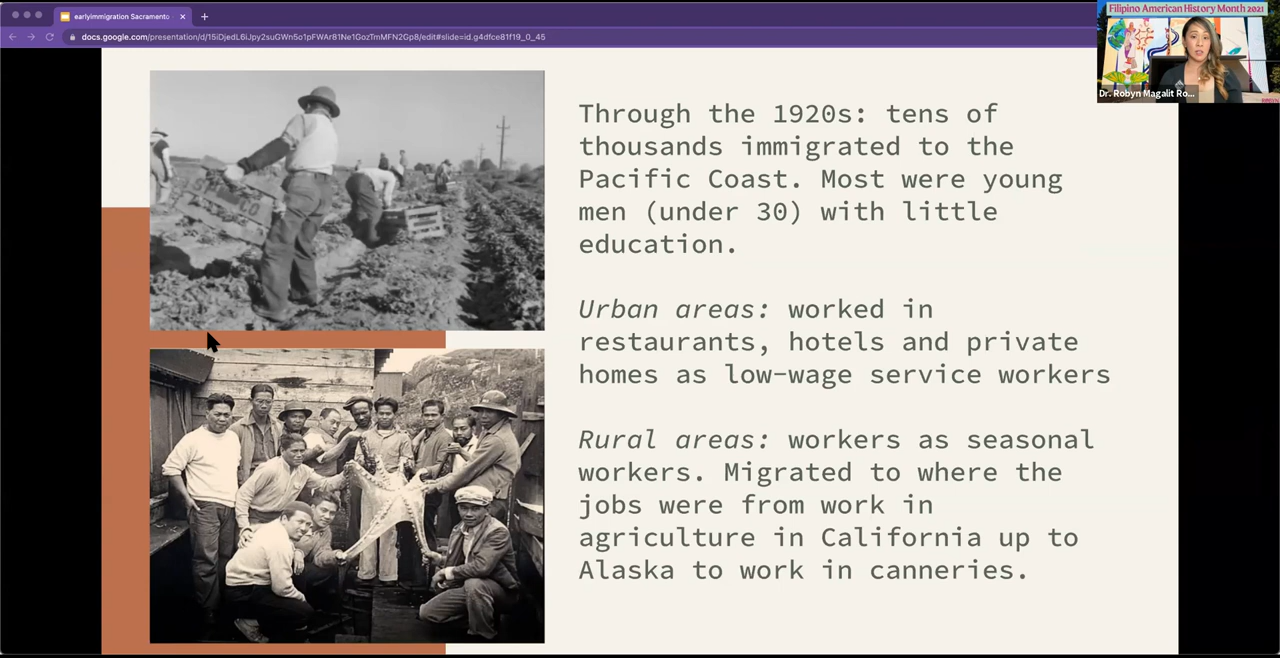 earlyimmigration Sacramento
docs.google.com/presentation/d/15iDjedL6iJpy2suGWn5o1pFWAr81Ne1GozTmMFN2Gp8/edit#slide=id.g4dfce81f19_0_45
Filipino American History Month 2021
Dr. Robyn Magalit Ro...
Through the 1920s: tens of
thousands immigrated to the
Pacific Coast. Most were young
men (under 30) with little
education.
Urban areas: worked in
restaurants, hotels and private
homes as low-wage service workers
Rural areas: workers as seasonal
workers. Migrated to where the
jobs were from work in
agriculture in California up to
Alaska to work in canneries.